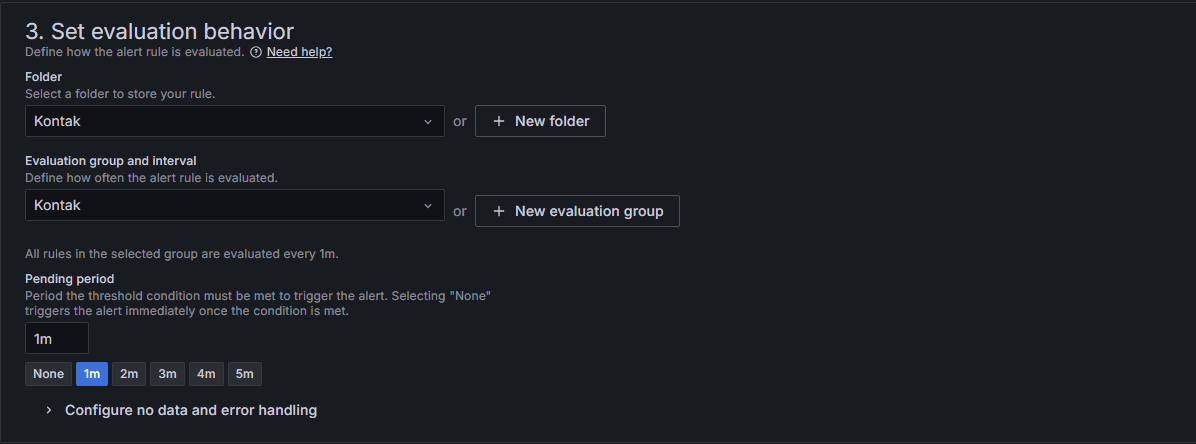 3. Set evaluation behavior
Define how the alert rule is evaluated. Need help?
Folder
Select a folder to store your rule.
Kontak or + New folder
Evaluation group and interval
Define how often the alert rule is evaluated.
Kontak or + New evaluation group
All rules in the selected group are evaluated every 1m.
Pending period
Period the threshold condition must be met to trigger the alert. Selecting "None"
triggers the alert immediately once the condition is met.
1m
None 1m 2m 3m 4m 5m
Configure no data and error handling